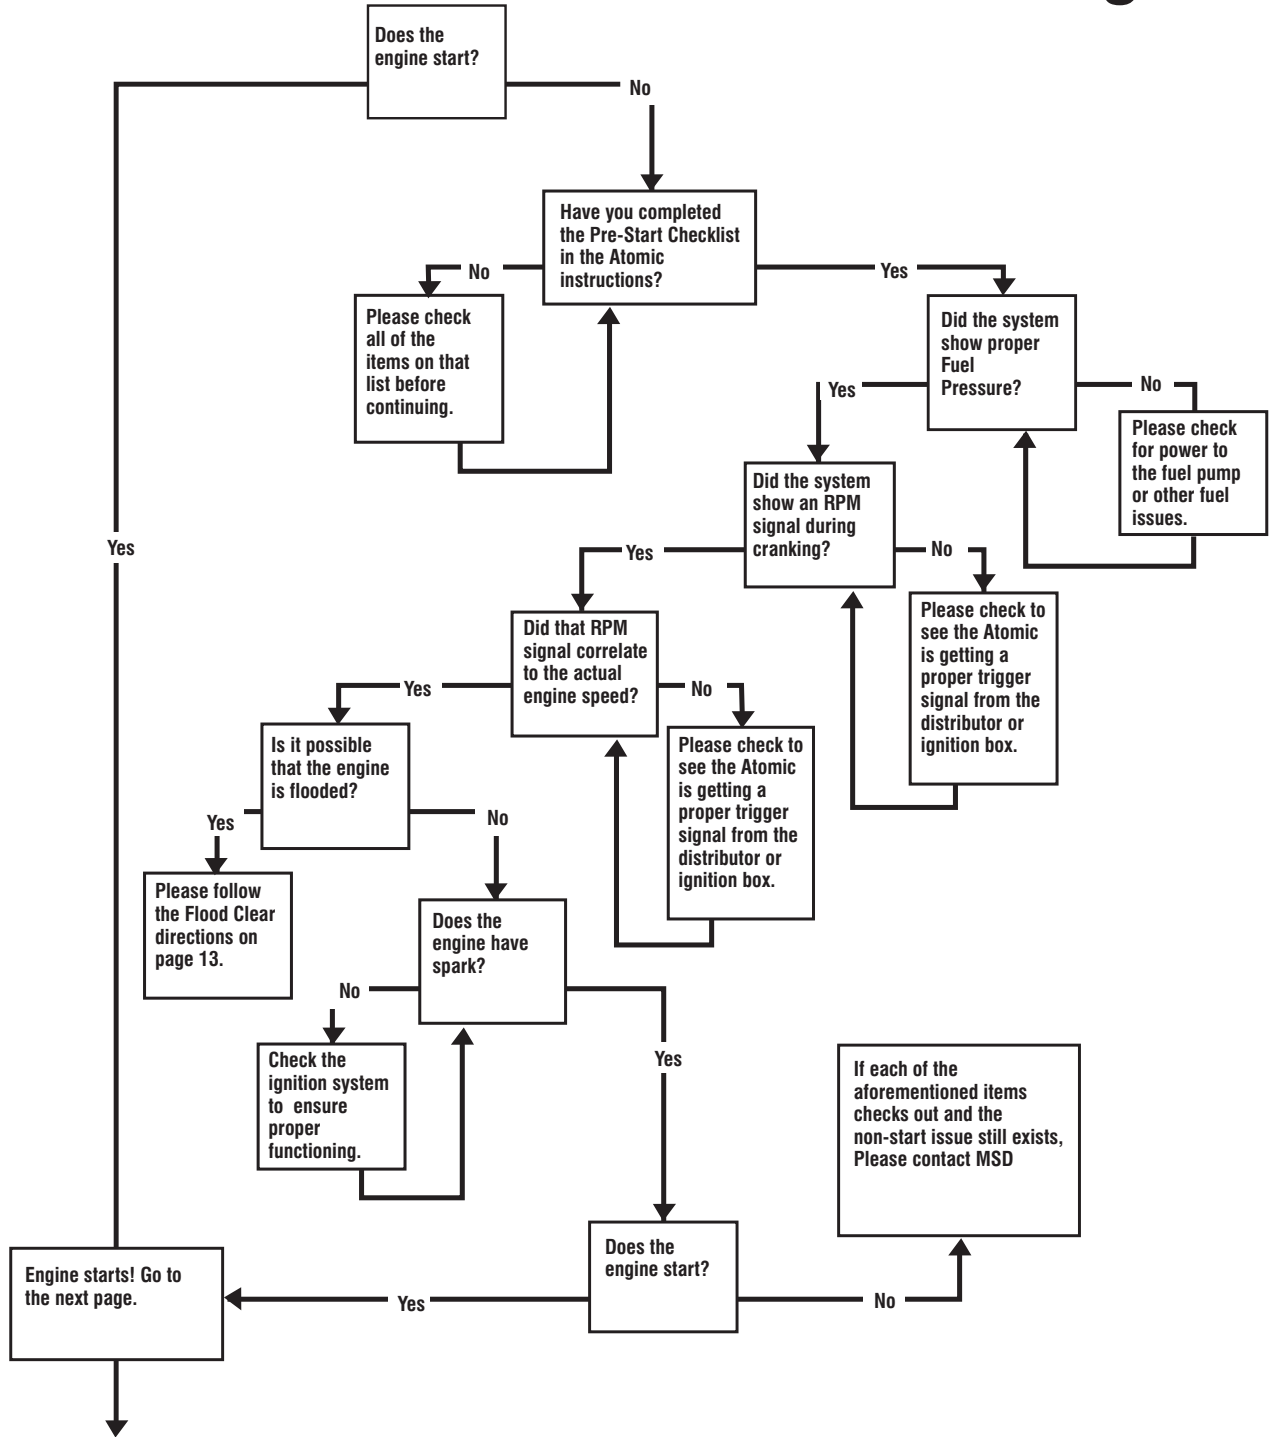 Does the
engine start?
No
Have you completed
the Pre-Start Checklist
in the Atomic
instructions?
No
Yes
Please check
all of the
items on that
list before
continuing.
Did the system
show proper
Fuel
Pressure?
Yes
No
Please check
for power to
the fuel pump
or other fuel
issues.
Did the system
show an RPM
signal during
cranking?
Yes
Yes
No
Please check to
see the Atomic
is getting a
proper trigger
signal from the
distributor or
ignition box.
Did that RPM
signal correlate
to the actual
engine speed?
Yes
No
Please check to
see the Atomic
is getting a
proper trigger
signal from the
distributor or
ignition box.
Is it possible
that the engine
is flooded?
Yes
No
Please follow
the Flood Clear
directions on
page 13.
Does the
engine have
spark?
No
Yes
Check the
ignition system
to  ensure
proper
functioning.
If each of the
aforementioned items
checks out and the
non-start issue still exists,
Please contact MSD
Does the
engine start?
Engine starts! Go to
the next page.
Yes
No